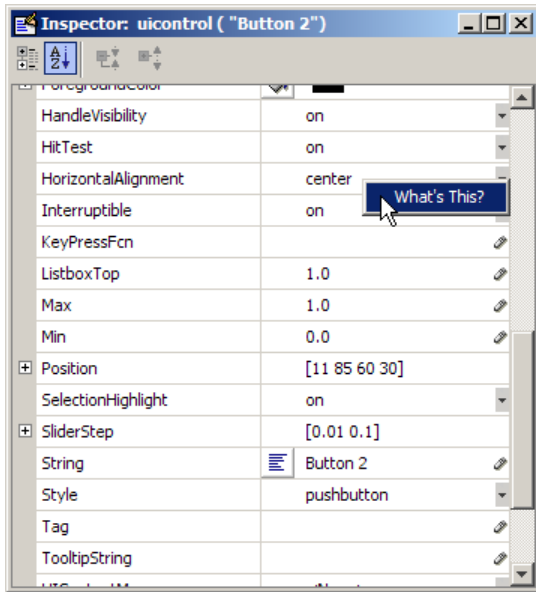 Inspector: uicontrol ( "Button 2")
ForegroundColor
HandleVisibility on
HitTest on
HorizontalAlignment center
What's This?
Interruptible on
KeyPressFcn
ListboxTop 1.0
Max 1.0
Min 0.0
Position [11 85 60 30]
SelectionHighlight on
SliderStep [0.01 0.1]
String Button 2
Style pushbutton
Tag
TooltipString